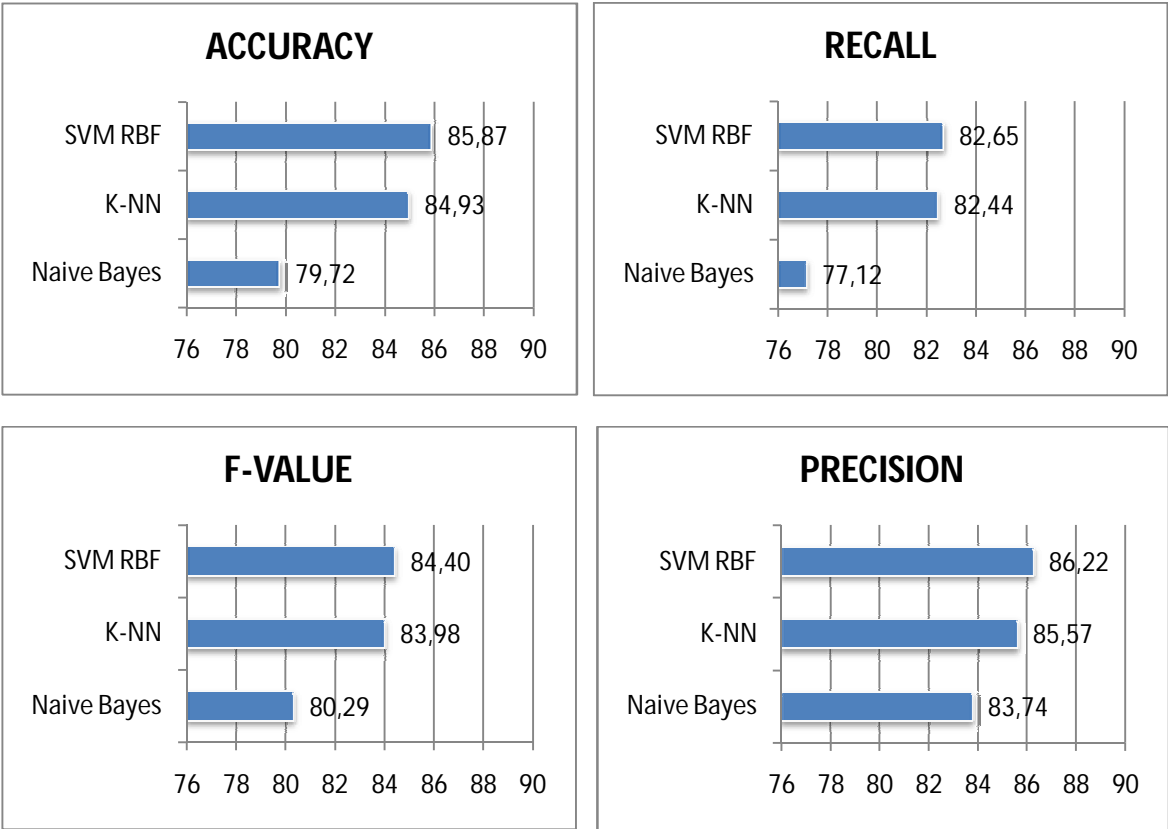 ACCURACY
SVM RBF 85,87
K-NN 84,93
Naive Bayes 79,72
76 78 80 82 84 86 88 90
RECALL
SVM RBF 82,65
K-NN 82,44
Naive Bayes 77,12
76 78 80 82 84 86 88 90
F-VALUE
SVM RBF 84,40
K-NN 83,98
Naive Bayes 80,29
76 78 80 82 84 86 88 90
PRECISION
SVM RBF 86,22
K-NN 85,57
Naive Bayes 83,74
76 78 80 82 84 86 88 90